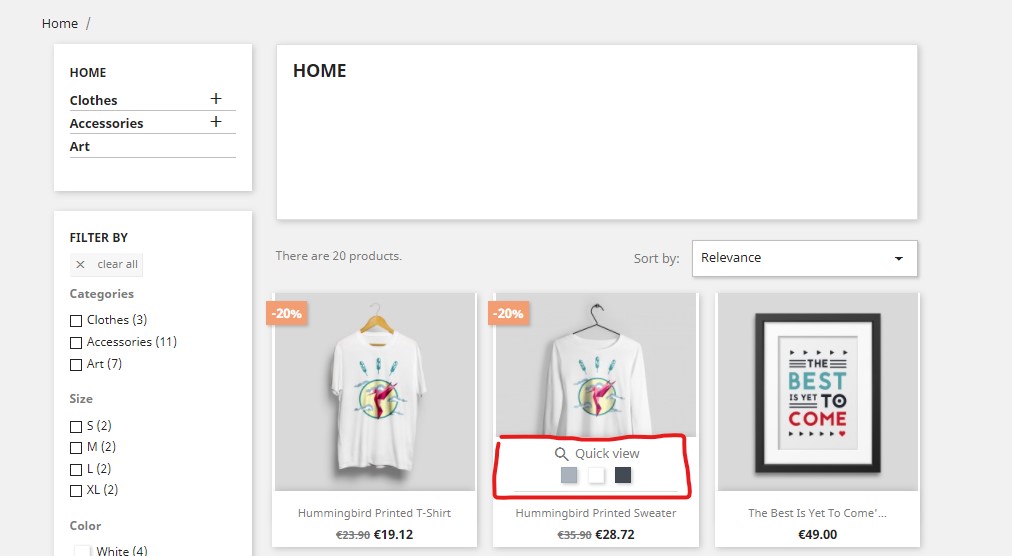 Home /
HOME
Clothes +
Accessories +
Art
HOME
FILTER BY
× clear all
Categories
Clothes (3)
Accessories (11)
Art (7)
Size
S (2)
M (2)
L (2)
XL (2)
Color
White (4)
There are 20 products.
Sort by: Relevance
-20%
Hummingbird Printed T-Shirt
€23.90 €19.12
-20%
Quick view
Hummingbird Printed Sweater
€35.90 €28.72
THE
BEST
IS YET TO
COME
The Best Is Yet To Come'...
€49.00